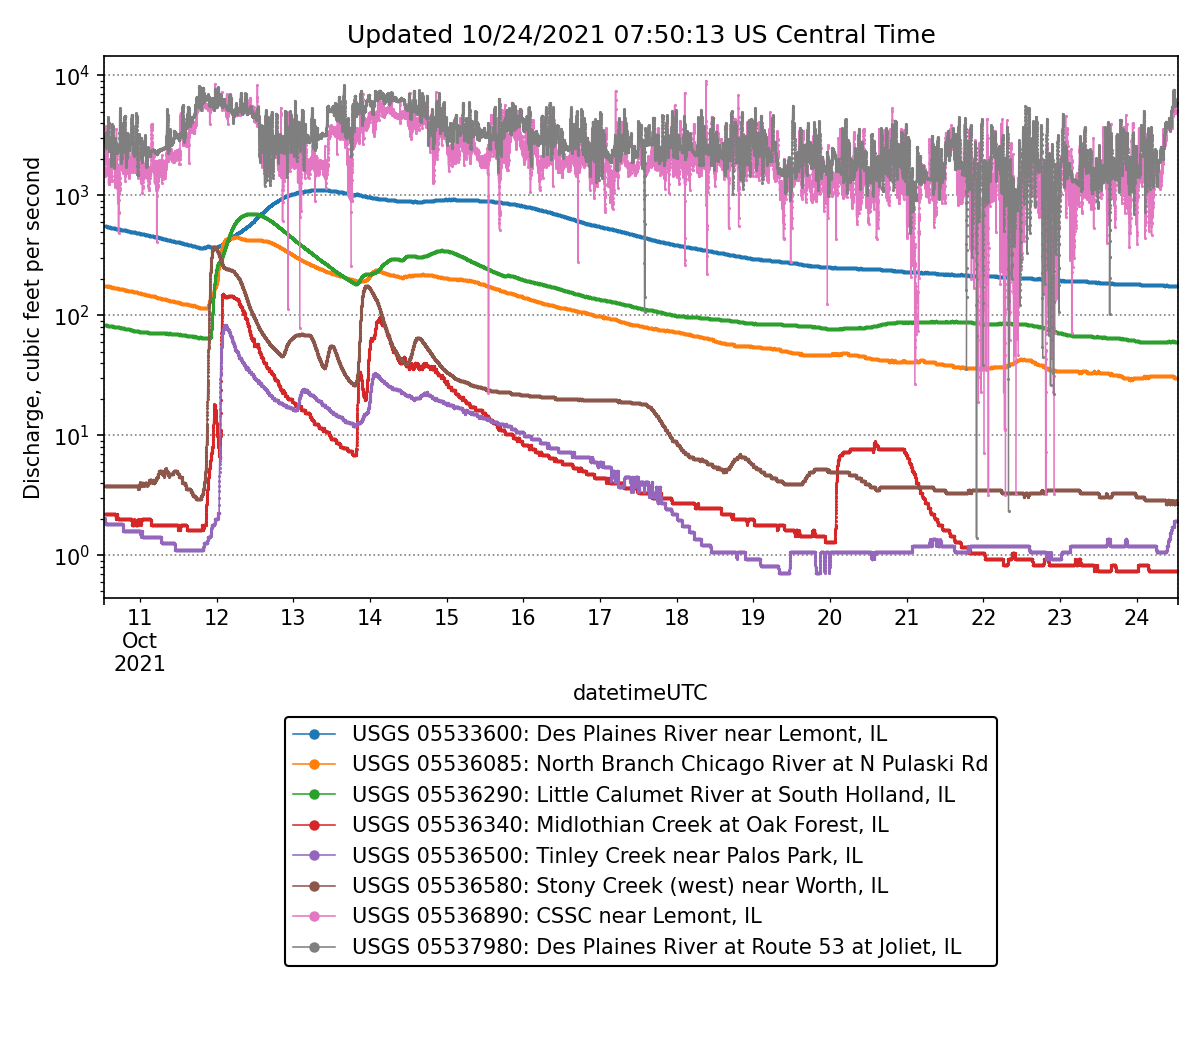 Updated 10/24/2021 07:50:13 US Central Time
Discharge, cubic feet per second
10^4
10^3
10^2
10^1
10^0
11 12 13 14 15 16 17 18 19 20 21 22 23 24
Oct
2021
datetimeUTC
USGS 05533600: Des Plaines River near Lemont, IL
USGS 05536085: North Branch Chicago River at N Pulaski Rd
USGS 05536290: Little Calumet River at South Holland, IL
USGS 05536340: Midlothian Creek at Oak Forest, IL
USGS 05536500: Tinley Creek near Palos Park, IL
USGS 05536580: Stony Creek (west) near Worth, IL
USGS 05536890: CSSC near Lemont, IL
USGS 05537980: Des Plaines River at Route 53 at Joliet, IL